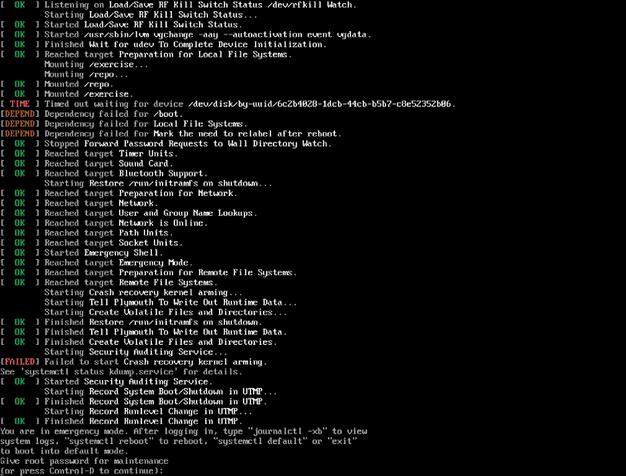 [  OK  ] Listening on Load/Save RF Kill Switch Status /dev/rfkill Watch.
         Starting Load/Save RF Kill Switch Status...
[  OK  ] Started Load/Save RF Kill Switch Status.
[  OK  ] Started /usr/sbin/lvm vgchange -aay --autoactivation event vgdata.
[  OK  ] Finished Wait for udev To Complete Device Initialization.
[  OK  ] Reached target Preparation for Local File Systems.
         Mounting /exercise...
         Mounting /repo...
[  OK  ] Mounted /repo.
[  OK  ] Mounted /exercise.
[ TIME ] Timed out waiting for device /dev/disk/by-uuid/6c2b4028-1dcb-44cb-b5b7-c8e52352b06.
[DEPEND] Dependency failed for /boot.
[DEPEND] Dependency failed for Local File Systems.
[DEPEND] Dependency failed for Mark the need to relabel after reboot.
[  OK  ] Stopped Forward Password Requests to Wall Directory Watch.
[  OK  ] Reached target Timer Units.
[  OK  ] Reached target Sound Card.
[  OK  ] Reached target Bluetooth Support.
         Starting Restore /run/initramfs on shutdown...
[  OK  ] Reached target Preparation for Network.
[  OK  ] Reached target Network.
[  OK  ] Reached target User and Group Name Lookups.
[  OK  ] Reached target Network is Online.
[  OK  ] Reached target Path Units.
[  OK  ] Reached target Socket Units.
[  OK  ] Started Emergency Shell.
[  OK  ] Reached target Emergency Mode.
[  OK  ] Reached target Preparation for Remote File Systems.
[  OK  ] Reached target Remote File Systems.
         Starting Crash recovery kernel arming...
         Starting Tell Plymouth To Write Out Runtime Data...
         Starting Create Volatile Files and Directories...
[  OK  ] Finished Restore /run/initramfs on shutdown.
[  OK  ] Finished Tell Plymouth To Write Out Runtime Data.
[  OK  ] Finished Create Volatile Files and Directories.
         Starting Security Auditing Service...
[FAILED] Failed to start Crash recovery kernel arming.
See 'systemctl status kdump.service' for details.
[  OK  ] Started Security Auditing Service.
         Starting Record System Boot/Shutdown in UTMP...
[  OK  ] Finished Record System Boot/Shutdown in UTMP.
         Starting Record Runlevel Change in UTMP...
[  OK  ] Finished Record Runlevel Change in UTMP.
You are in emergency mode. After logging in, type "journalctl -xb" to view
system logs, "systemctl reboot" to reboot, "systemctl default" or "exit"
to boot into default mode.
Give root password for maintenance
(or press Control-D to continue):